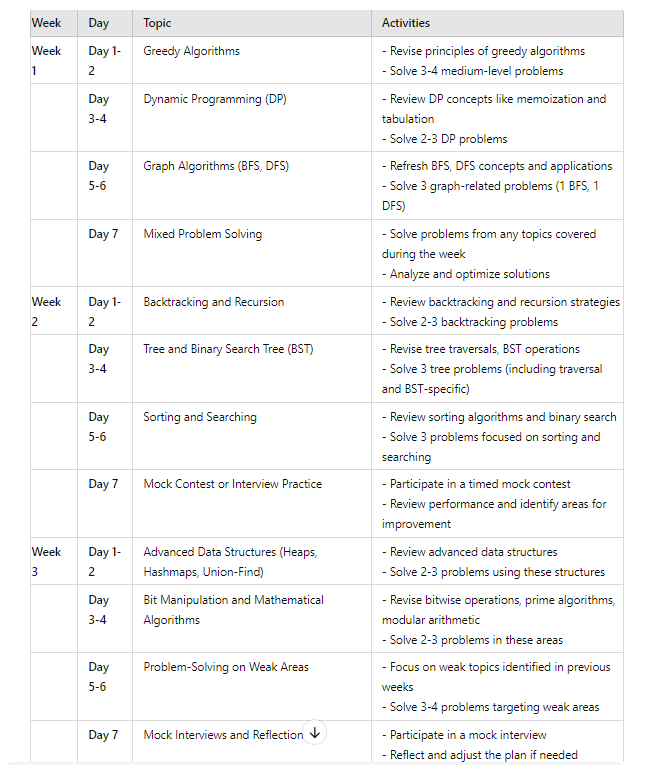 Week Day Topic Activities
Week 1 Day 1-2 Greedy Algorithms - Revise principles of greedy algorithms
- Solve 3-4 medium-level problems
Day 3-4 Dynamic Programming (DP) - Review DP concepts like memoization and
tabulation
- Solve 2-3 DP problems
Day 5-6 Graph Algorithms (BFS, DFS) - Refresh BFS, DFS concepts and applications
- Solve 3 graph-related problems (1 BFS, 1
DFS)
Day 7 Mixed Problem Solving - Solve problems from any topics covered
during the week
- Analyze and optimize solutions
Week 2 Day 1-2 Backtracking and Recursion - Review backtracking and recursion strategies
- Solve 2-3 backtracking problems
Day 3-4 Tree and Binary Search Tree (BST) - Revise tree traversals, BST operations
- Solve 3 tree problems (including traversal
and BST-specific)
Day 5-6 Sorting and Searching - Review sorting algorithms and binary search
- Solve 3 problems focused on sorting and
searching
Day 7 Mock Contest or Interview Practice - Participate in a timed mock contest
- Review performance and identify areas for
improvement
Week 3 Day 1-2 Advanced Data Structures (Heaps, Hashmaps, Union-Find) - Review advanced data structures
- Solve 2-3 problems using these structures
Day 3-4 Bit Manipulation and Mathematical Algorithms - Revise bitwise operations, prime algorithms,
modular arithmetic
- Solve 2-3 problems in these areas
Day 5-6 Problem-Solving on Weak Areas - Focus on weak topics identified in previous
weeks
- Solve 3-4 problems targeting weak areas
Day 7 Mock Interviews and Reflection - Participate in a mock interview
- Reflect and adjust the plan if needed